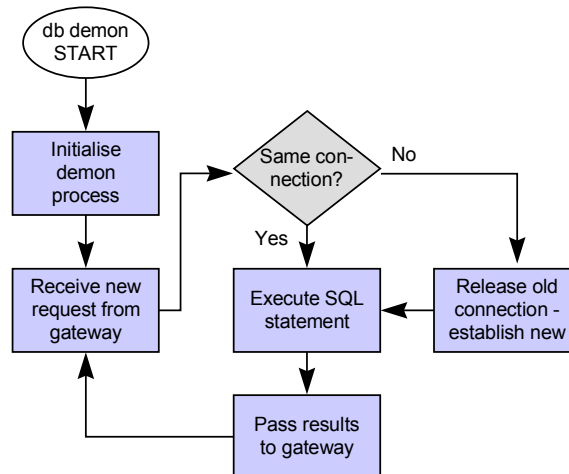 db demon
START
Initialise
demon
process
Same con-
nection?
No
Yes
Receive new
request from
gateway
Execute SQL
statement
Release old
connection -
establish new
Pass results
to gateway